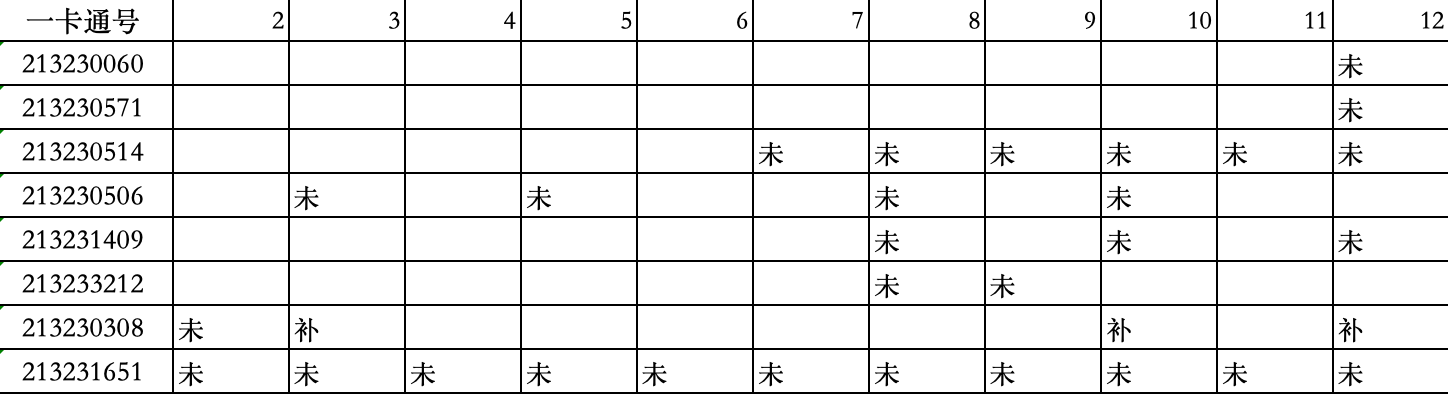 一卡通号 2 3 4 5 6 7 8 9 10 11 12
213230060 未
213230571 未
213230514 未 未 未 未 未 未
213230506 未 未 未 未
213231409 未 未 未
213233212 未 未
213230308 未 补 补 补
213231651 未 未 未 未 未 未 未 未 未 未 未